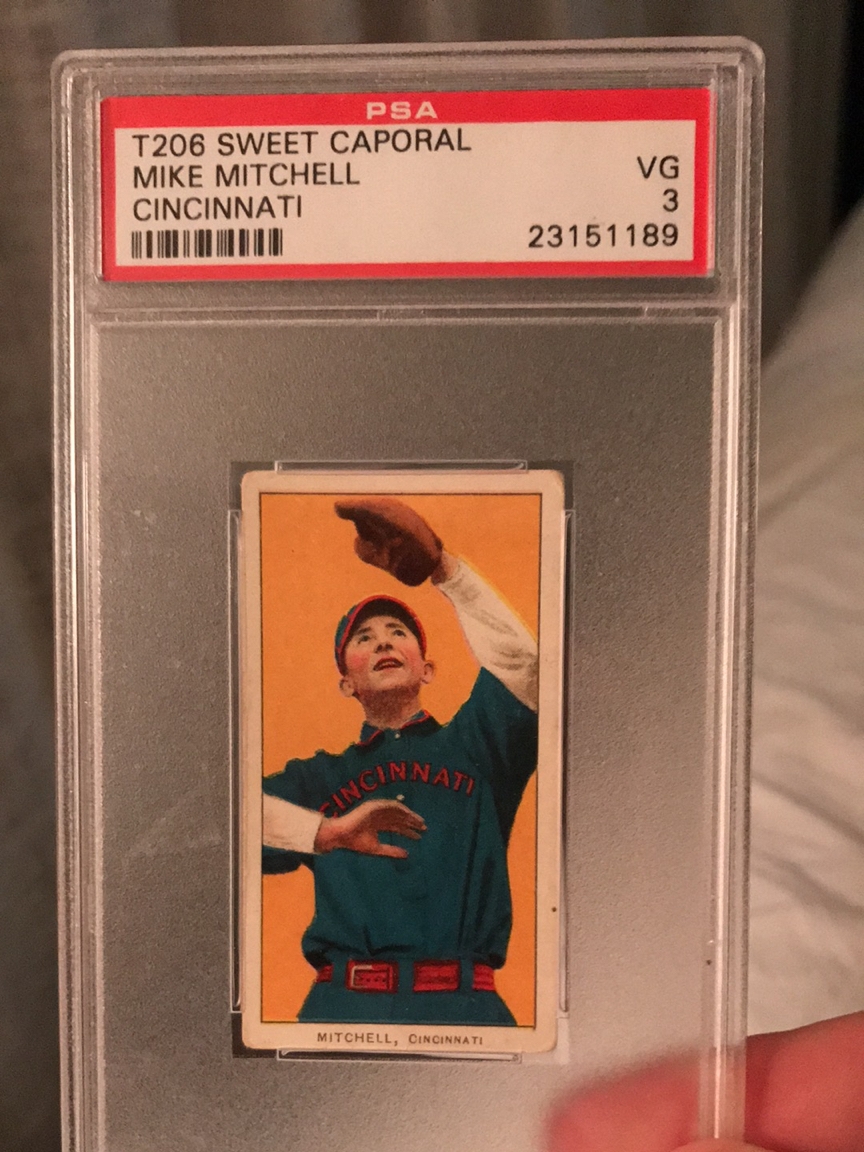 PSA
T206 SWEET CAPORAL
MIKE MITCHELL VG
CINCINNATI 3
23151189
CINCINNATI
MITCHELL, CINCINNATI